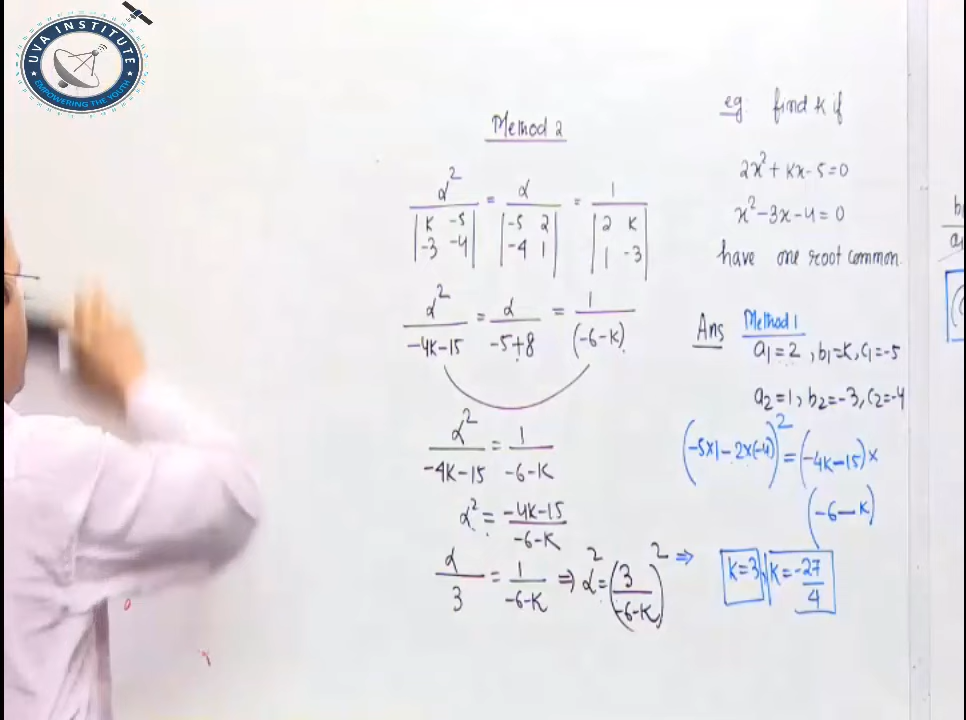 UVA INSTITUTE
EMPOWERING THE YOUTH
Method 2
α² / |K -5; -3 -4| = α / |-5 2; -4 1| = 1 / |2 K; 1 -3|
α² / -4K-15 = α / -5+8 = 1 / (-6-K)
α² / -4K-15 = 1 / -6-K
α² = -4K-15 / -6-K
α / 3 = 1 / -6-K ⇒ α² = (3 / -6-K)² ⇒
eg: find K if
2x² + Kx - 5 = 0
x² - 3x - 4 = 0
have one root common.
Ans Method 1
a₁ = 2, b₁ = K, c₁ = -5
a₂ = 1, b₂ = -3, c₂ = -4
(-5×1 - 2×(-4))² = (-4K-15) ×
(-6-K)
K = 3, K = -27/4
b
a